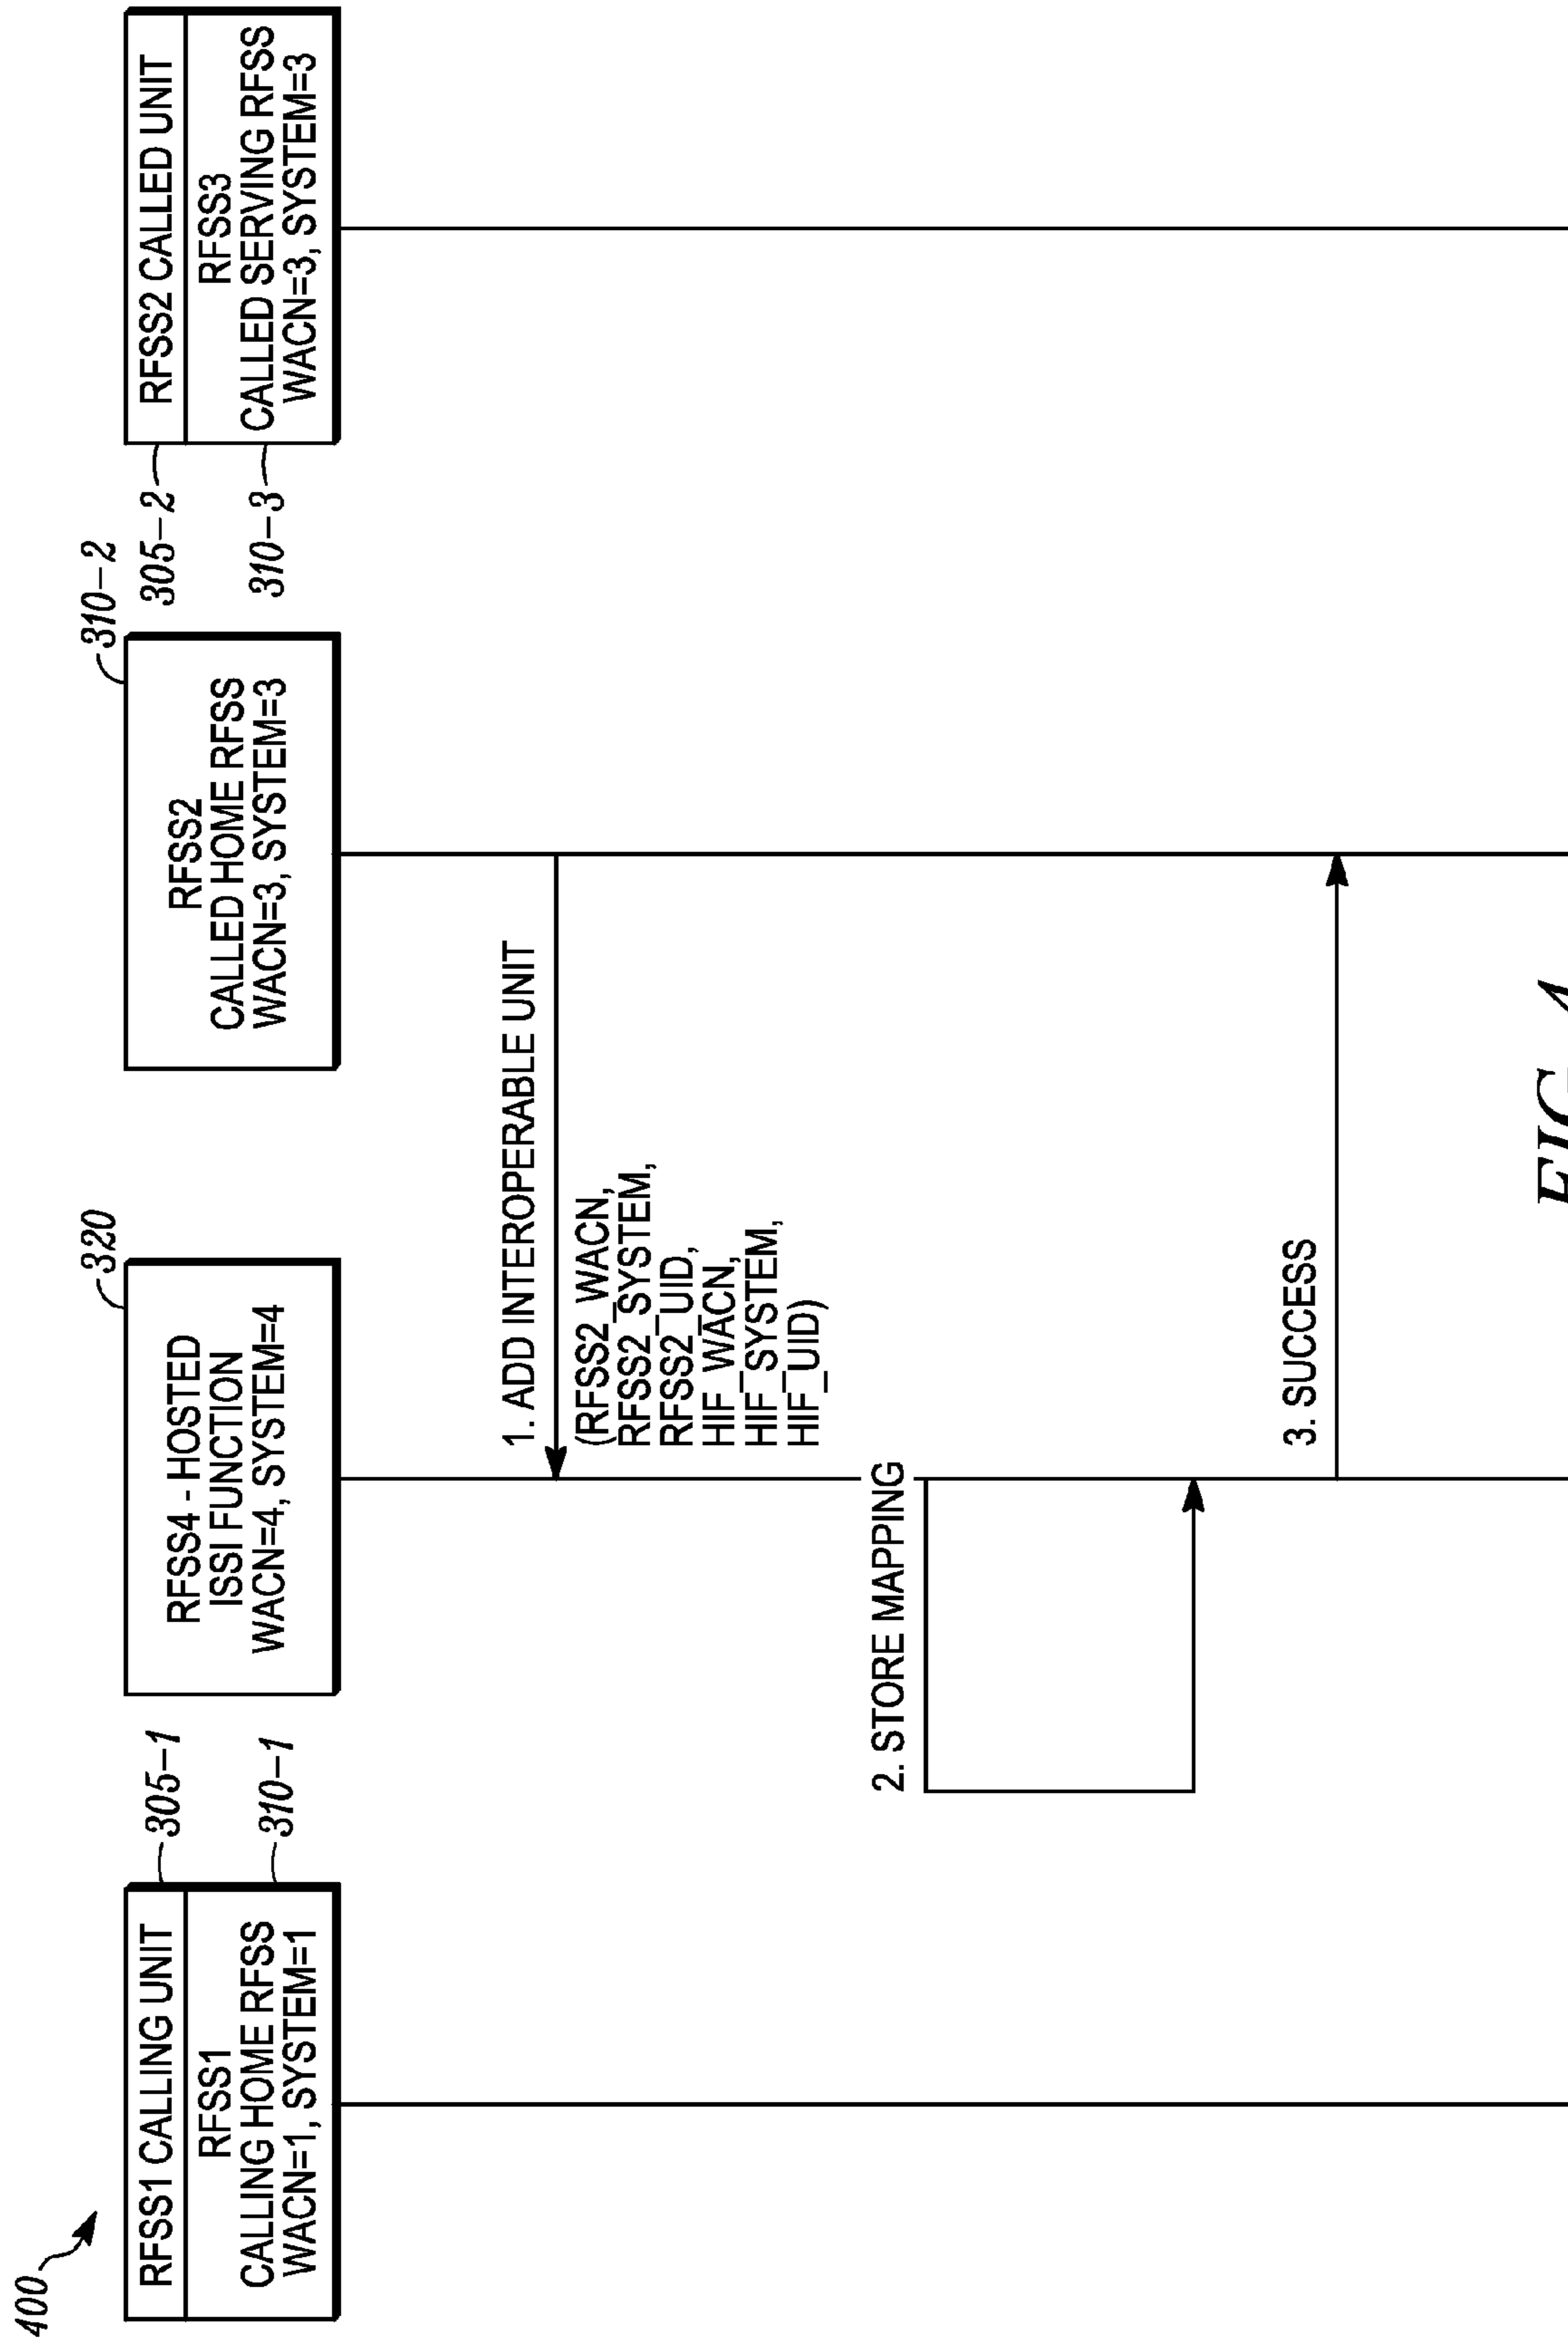 400
RFSS1 CALLING UNIT
305-1
RFSS1
CALLING HOME RFSS
WACN=1, SYSTEM=1
310-1
320
RFSS4 - HOSTED
ISSI FUNCTION
WACN=4, SYSTEM=4
310-2
RFSS2
CALLED HOME RFSS
WACN=3, SYSTEM=3
305-2
RFSS2 CALLED UNIT
310-3
RFSS3
CALLED SERVING RFSS
WACN=3, SYSTEM=3
1. ADD INTEROPERABLE UNIT
(RFSS2_WACN,
RFSS2_SYSTEM,
RFSS2_UID,
HIF_WACN,
HIF_SYSTEM,
HIF_UID)
2. STORE MAPPING
3. SUCCESS
FIG. 4